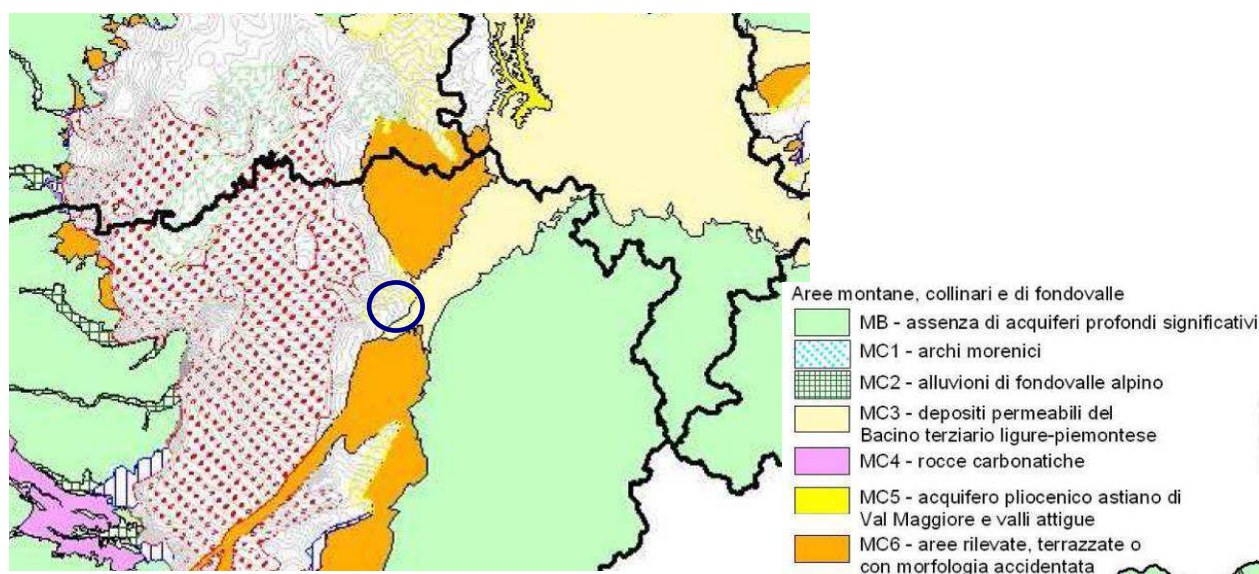 Aree montane, collinari e di fondovalle
MB - assenza di acquiferi profondi significativi
MC1 - archi morenici
MC2 - alluvioni di fondovalle alpino
MC3 - depositi permeabili del
Bacino terziario ligure-piemontese
MC4 - rocce carbonatiche
MC5 - acquifero pliocenico astiano di
Val Maggiore e valli attigue
MC6 - aree rilevate, terrazzate o
con morfologia accidentata